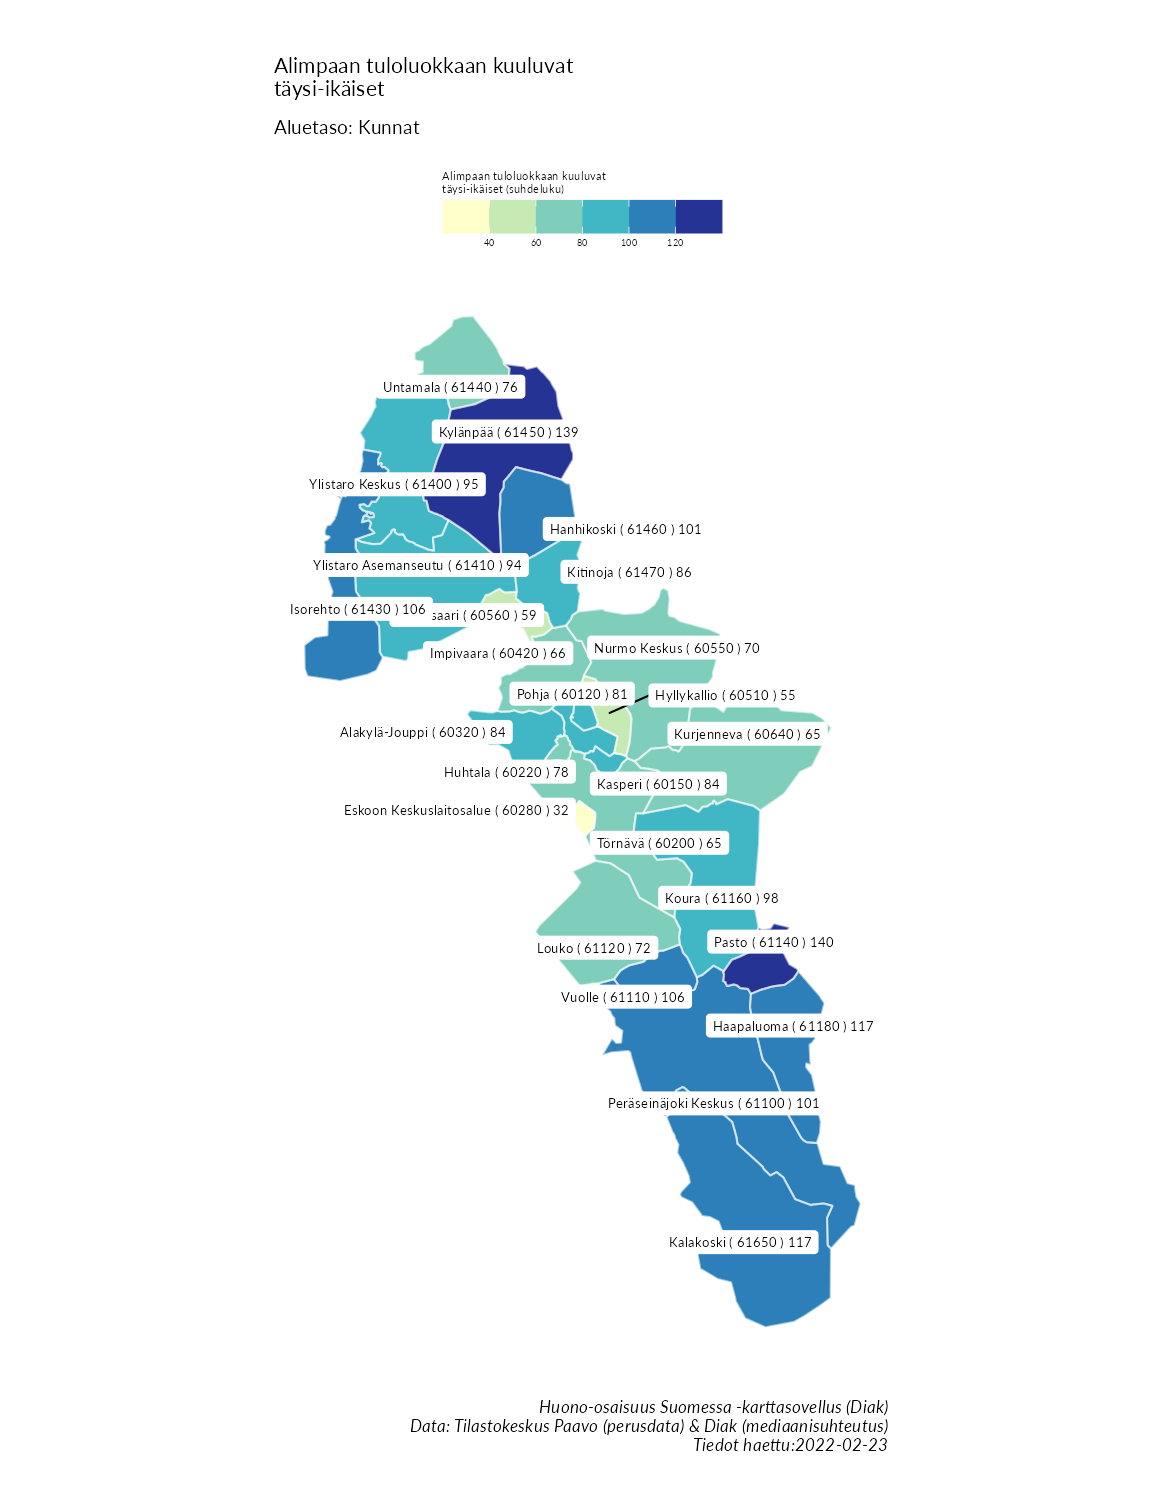 Alimpaan tuloluokkaan kuuluvat
täysi-ikäiset
Aluetaso: Kunnat
Alimpaan tuloluokkaan kuuluvat
täysi-ikäiset (suhdeluku)
40 60 80 100 120
Untamala ( 61440 ) 76
Kylänpää ( 61450 ) 139
Ylistaro Keskus ( 61400 ) 95
Hanhikoski ( 61460 ) 101
Ylistaro Asemanseutu ( 61410 ) 94
Kitinoja ( 61470 ) 86
Isorehto ( 61430 ) 106
( 60560 ) 59
Impivaara ( 60420 ) 66
Nurmo Keskus ( 60550 ) 70
Pohja ( 60120 ) 81
Hyllykallio ( 60510 ) 55
Alakylä-Jouppi ( 60320 ) 84
Kurjenneva ( 60640 ) 65
Huhtala ( 60220 ) 78
Kasperi ( 60150 ) 84
Eskoon Keskuslaitosalue ( 60280 ) 32
Törnävä ( 60200 ) 65
Koura ( 61160 ) 98
Pasto ( 61140 ) 140
Louko ( 61120 ) 72
Vuolle ( 61110 ) 106
Haapaluoma ( 61180 ) 117
Peräseinäjoki Keskus ( 61100 ) 101
Kalakoski ( 61650 ) 117
Huono-osaisuus Suomessa -karttasovellus (Diak)
Data: Tilastokeskus Paavo (perusdata) & Diak (mediaanisuhteutus)
Tiedot haettu:2022-02-23